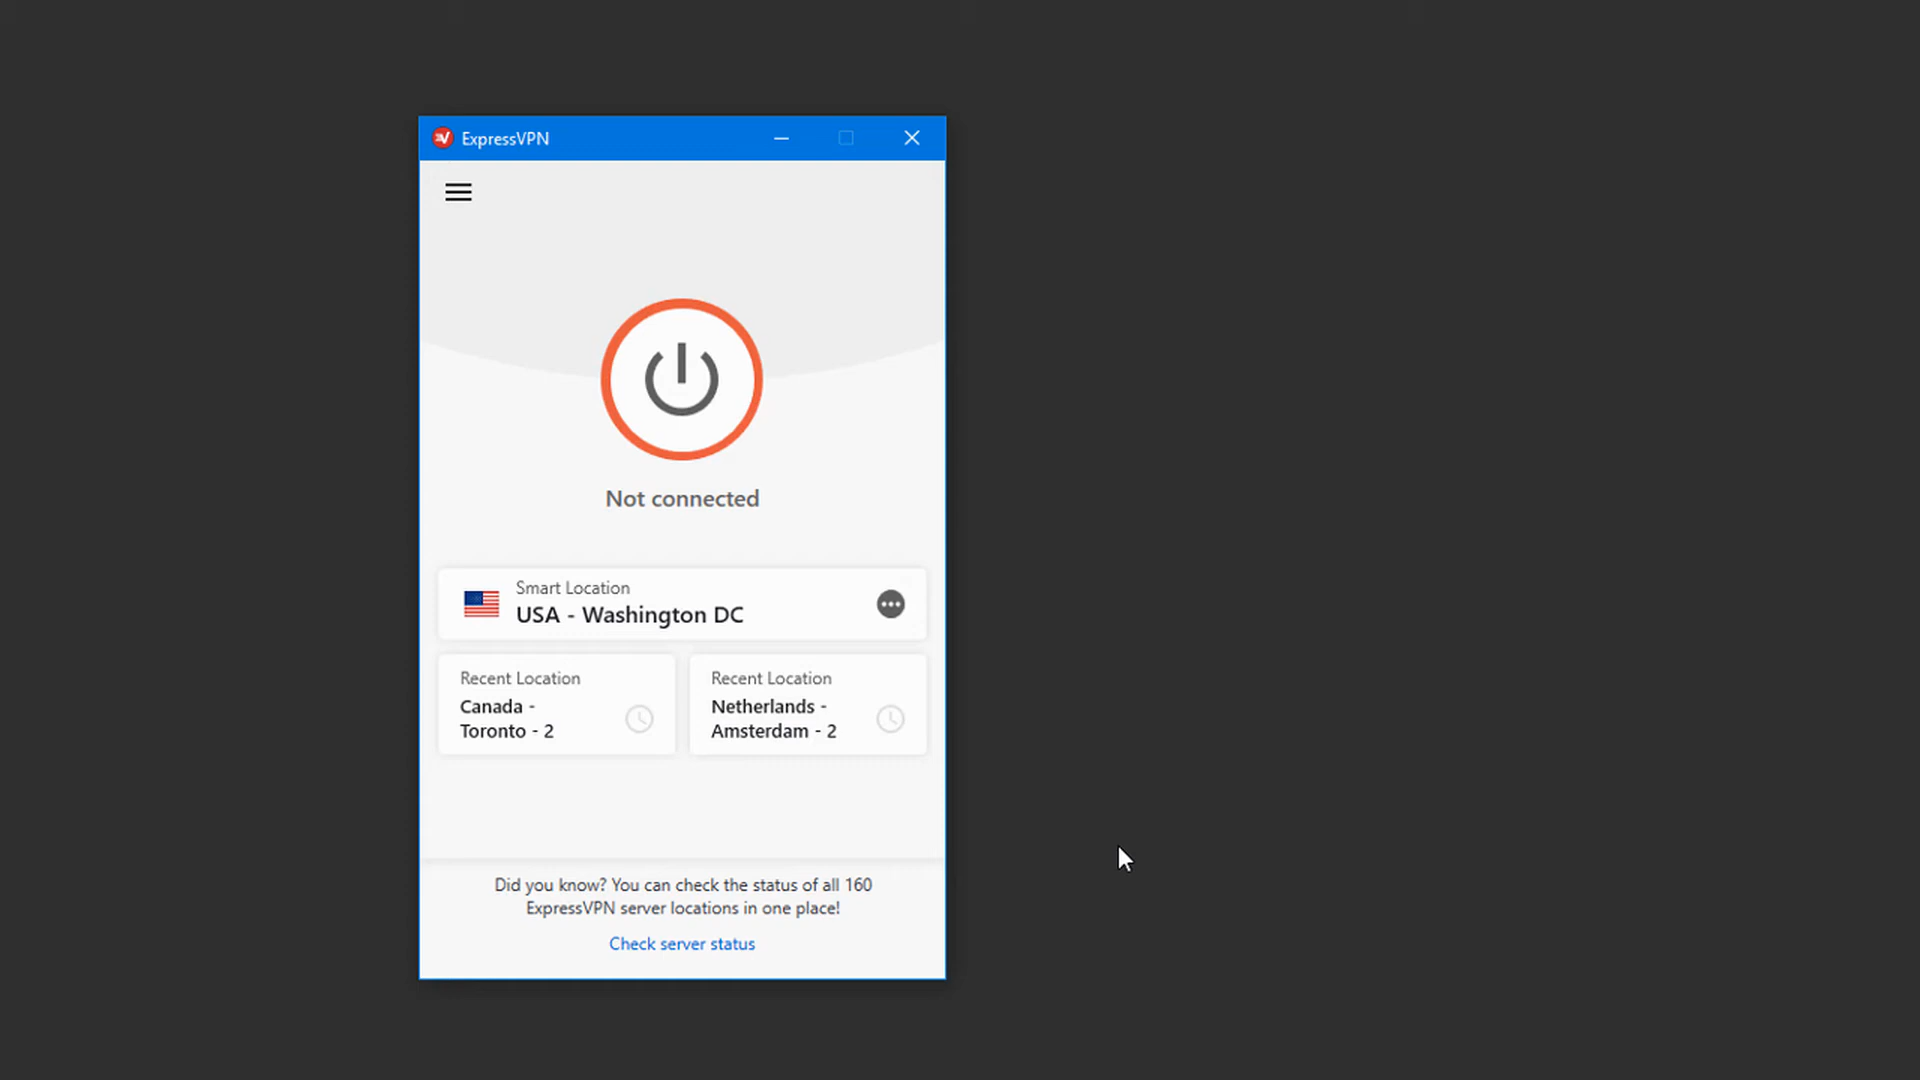 ExpressVPN
Not connected
Smart Location
USA - Washington DC
Recent Location
Canada -
Toronto - 2
Recent Location
Netherlands -
Amsterdam - 2
Did you know? You can check the status of all 160
ExpressVPN server locations in one place!
Check server status